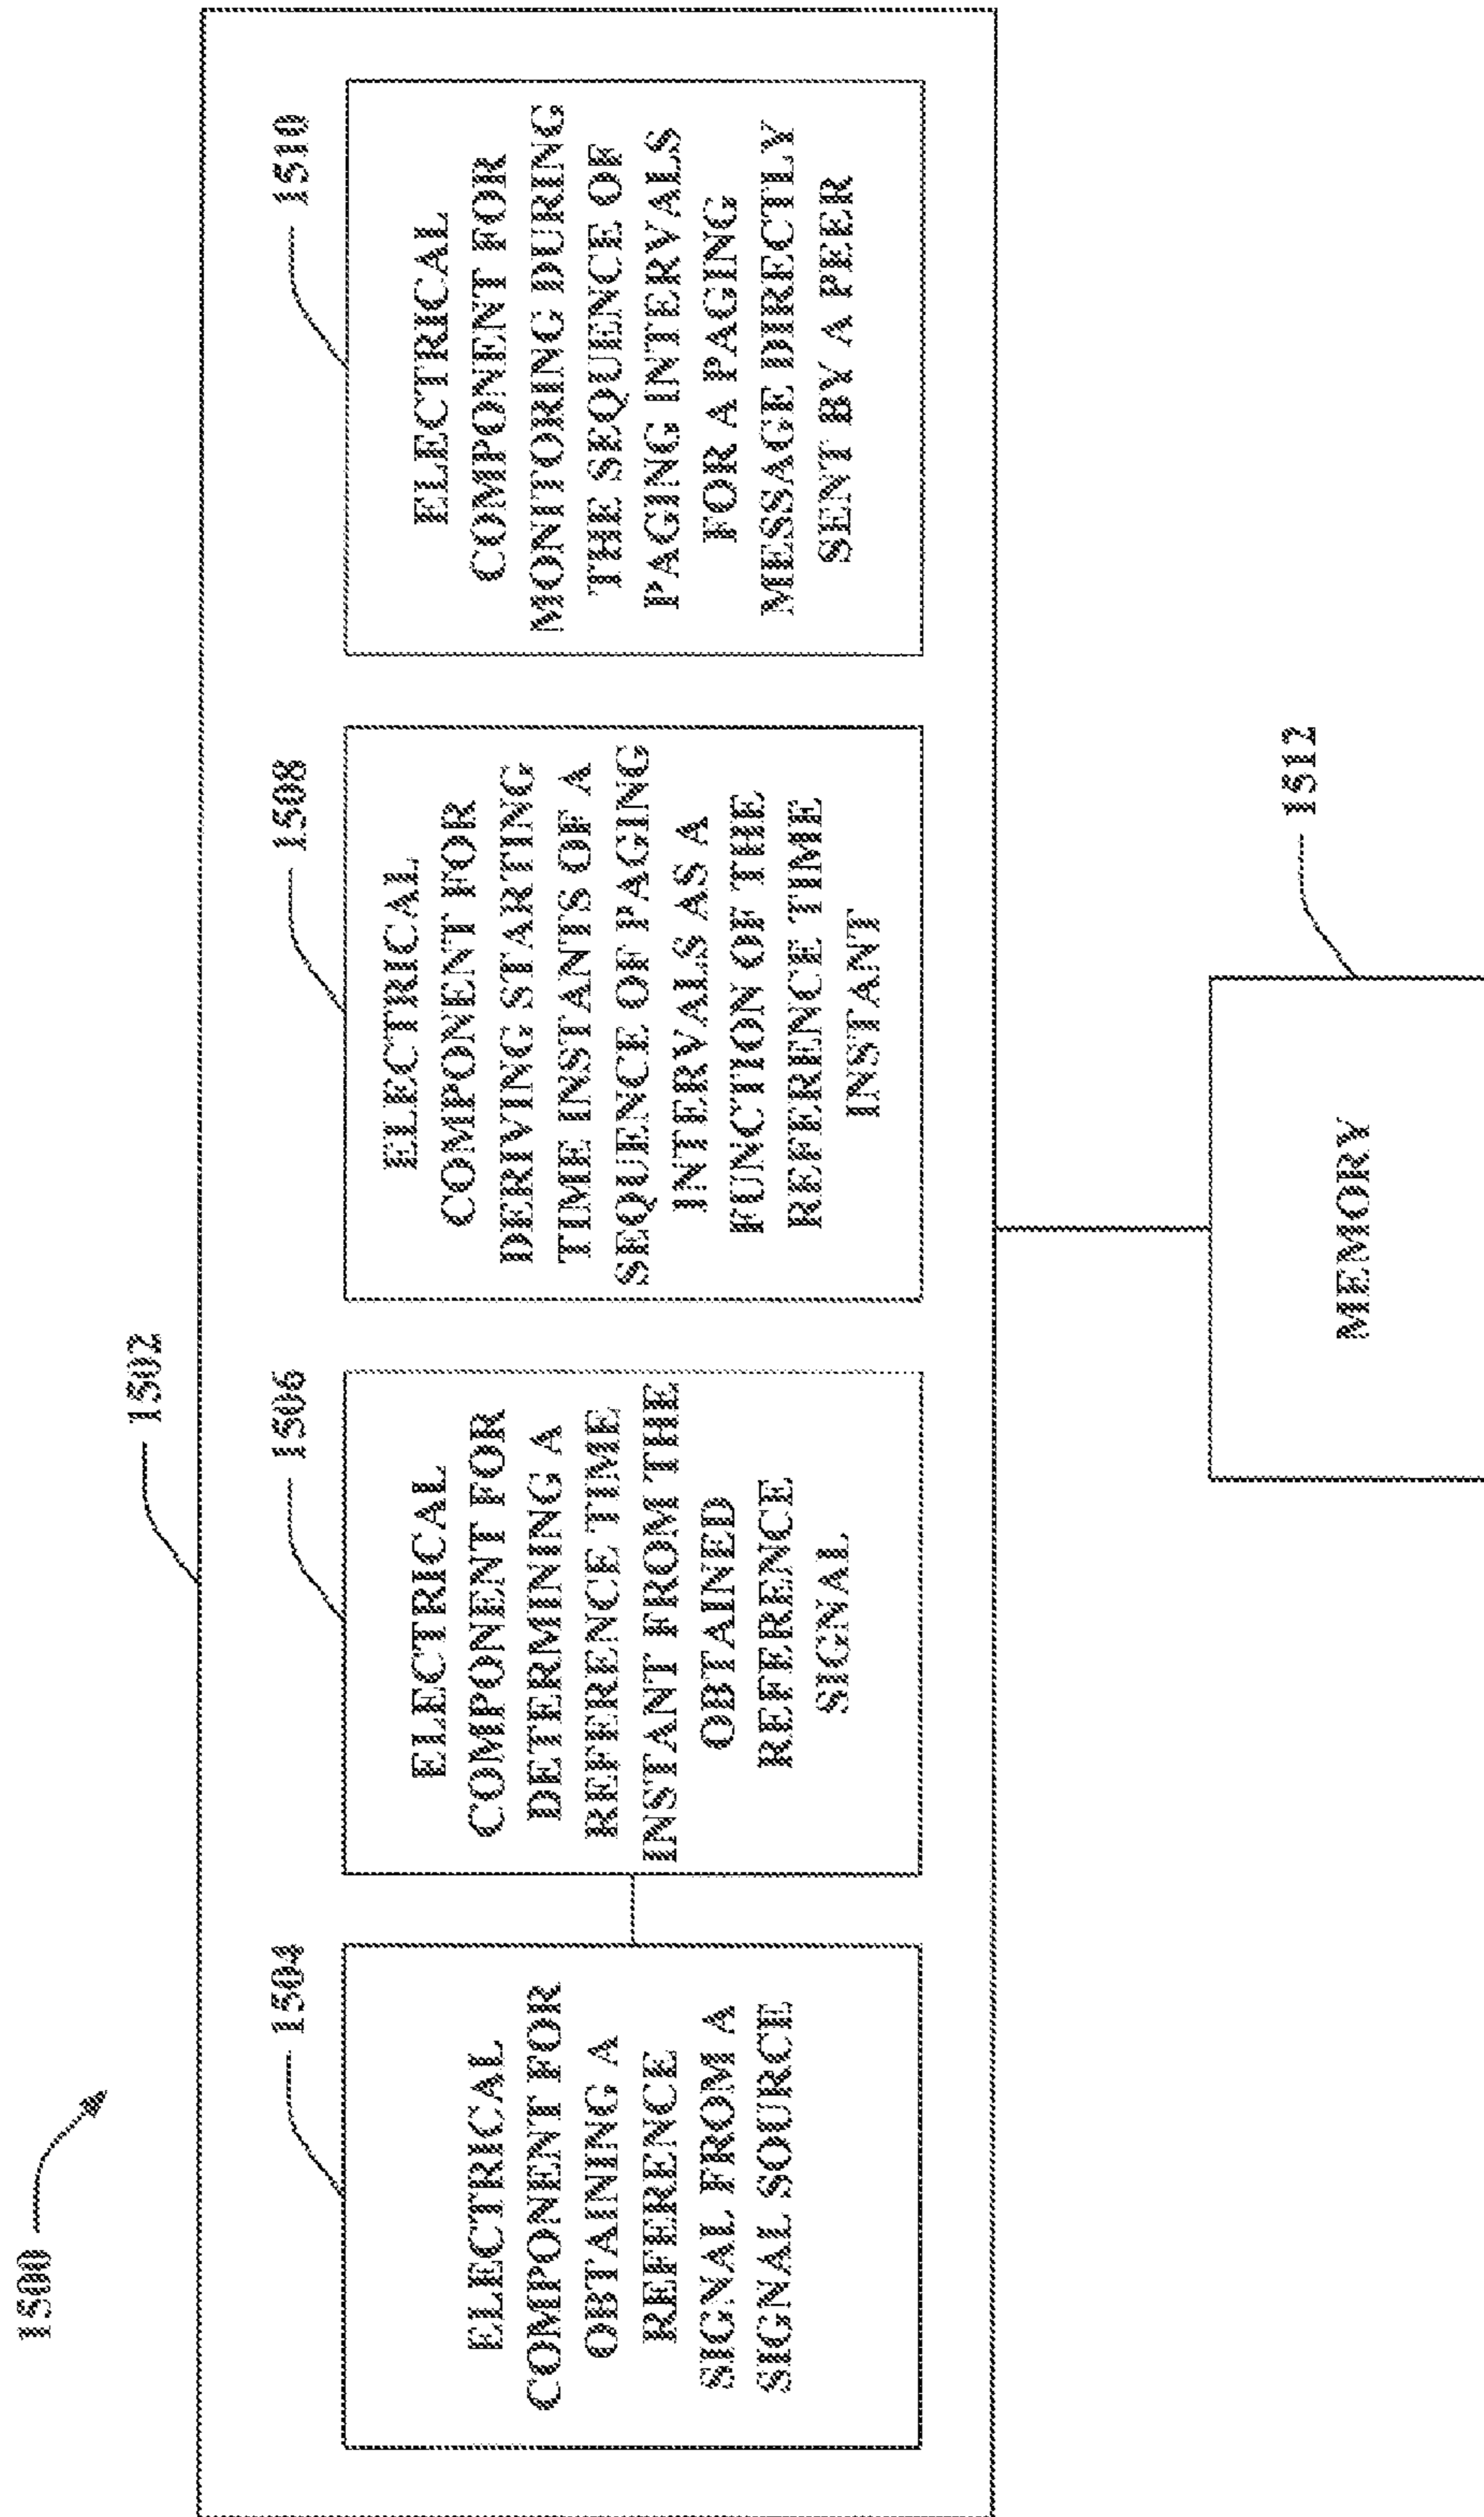 1500
1502
1504
ELECTRICAL
COMPONENT FOR
OBTAINING A
REFERENCE
SIGNAL FROM A
SIGNAL SOURCE
1506
ELECTRICAL
COMPONENT FOR
DETERMINING A
REFERENCE TIME
INSTANT FROM THE
OBTAINED
REFERENCE
SIGNAL
1508
ELECTRICAL
COMPONENT FOR
DERIVING STARTING
TIME INSTANTS OF A
SEQUENCE OF PAGING
INTERVALS AS A
FUNCTION OF THE
REFERENCE TIME
INSTANT
1510
ELECTRICAL
COMPONENT FOR
MONITORING DURING
THE SEQUENCE OF
PAGING INTERVALS
FOR A PAGING
MESSAGE DIRECTLY
SENT BY A PEER
1512
MEMORY